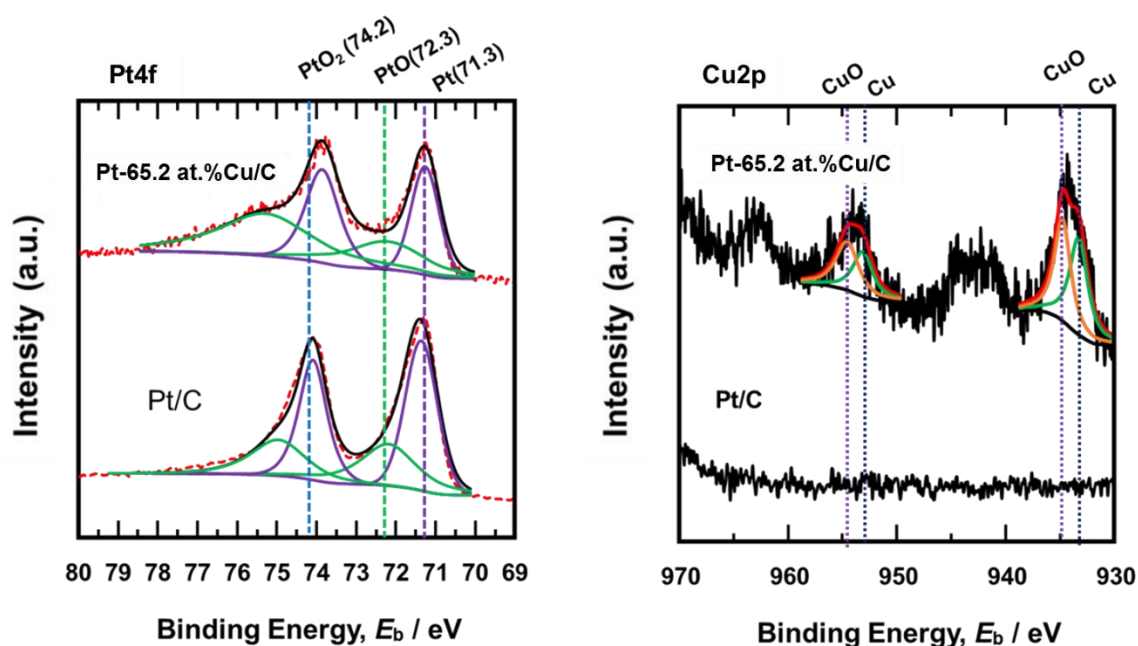 PtO₂ (74.2)
PtO(72.3)
Pt(71.3)
Pt4f
Pt-65.2 at.%Cu/C
Pt/C
Intensity (a.u.)
80 79 78 77 76 75 74 73 72 71 70 69
Binding Energy, Eb / eV
Cu2p
CuO
Cu
CuO
Cu
Pt-65.2 at.%Cu/C
Pt/C
Intensity (a.u.)
970 960 950 940 930
Binding Energy, Eb / eV